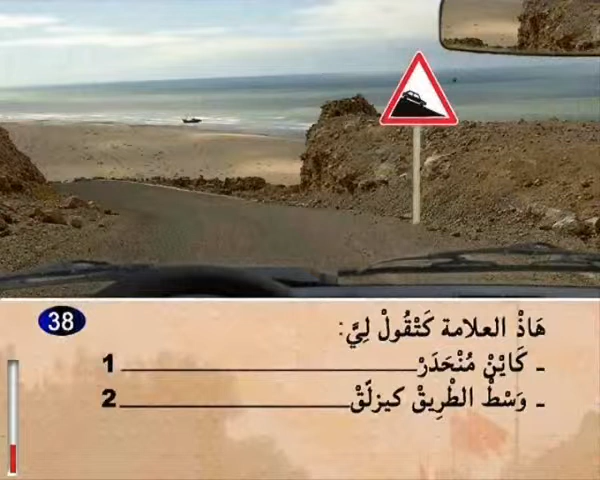 38
هَاذْ العلامة كَتْقُولْ لِيَّ:
- كَايْنْ مُنْحَدَرْ 1
- وَسْطْ الطْرِيقْ كيزلّقْ 2